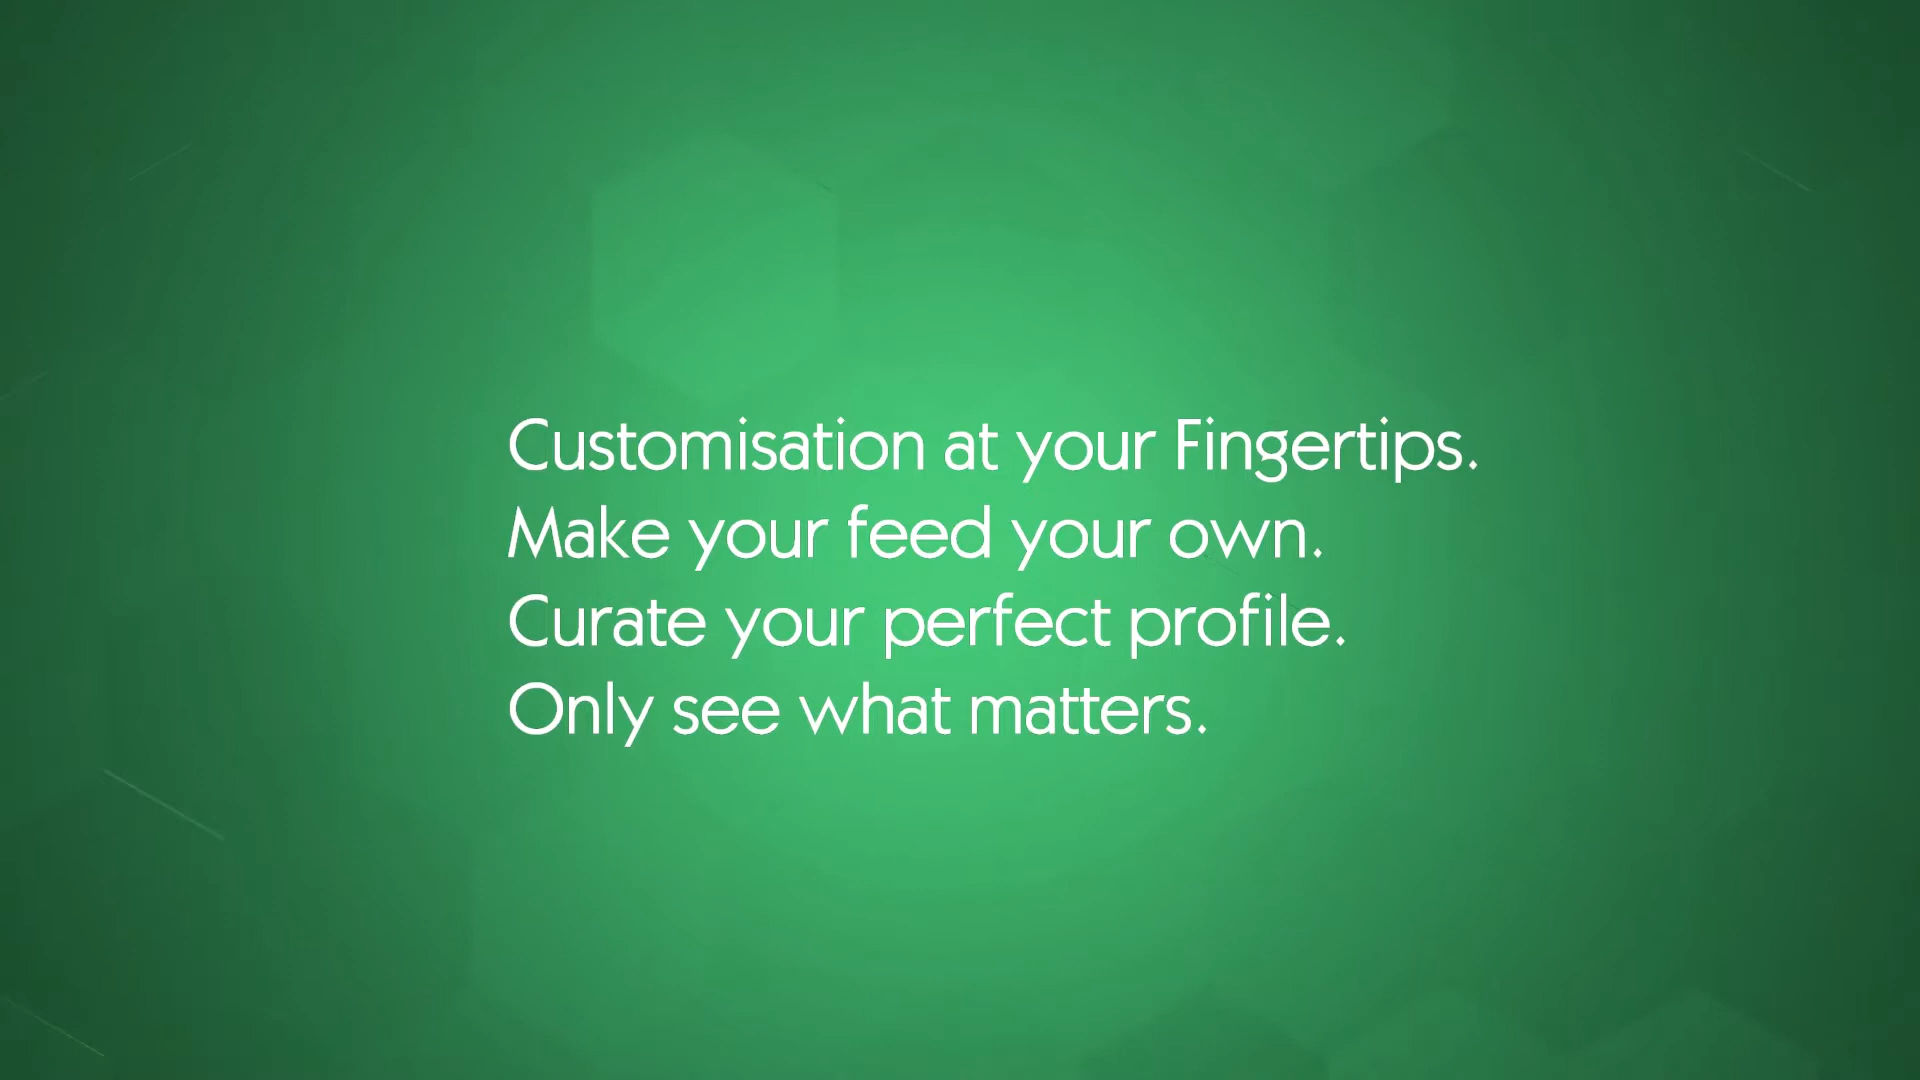 Customisation at your Fingertips.
Make your feed your own.
Curate your perfect profile.
Only see what matters.